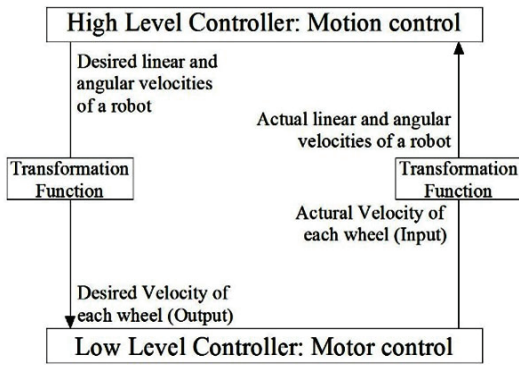 High Level Controller: Motion control
Desired linear and
angular velocities
of a robot
Actual linear and angular
velocities of a robot
Transformation
Function
Transformation
Function
Actural Velocity of
each wheel (Input)
Desired Velocity of
each wheel (Output)
Low Level Controller: Motor control